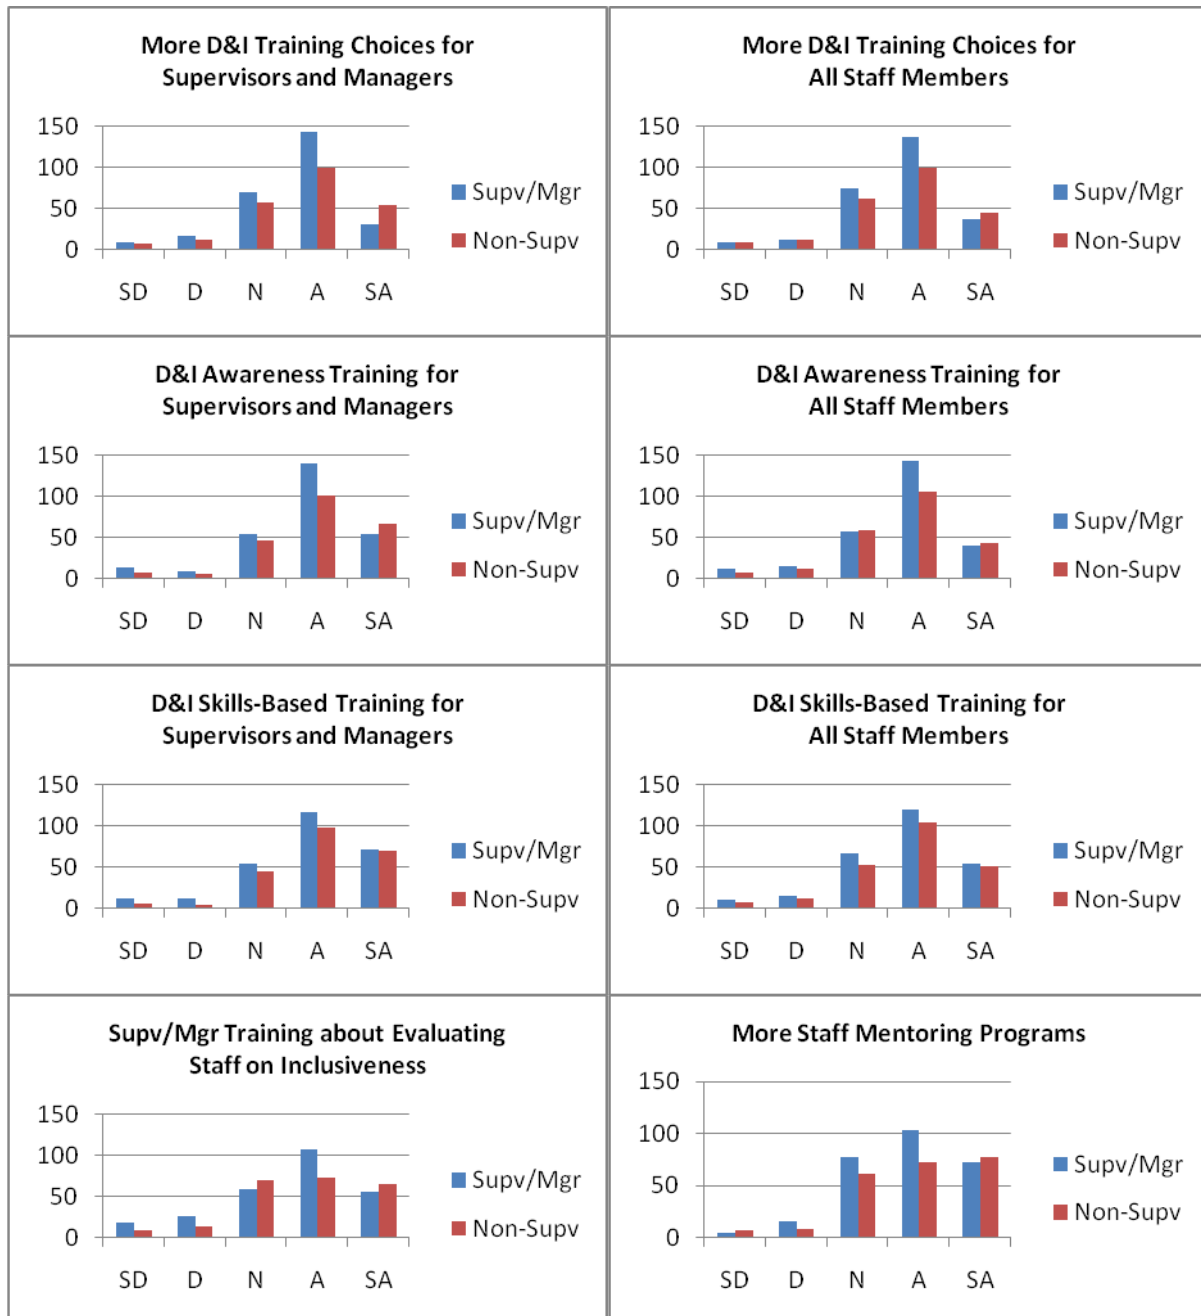 More D&I Training Choices for
Supervisors and Managers
150
100
50
0
SD D N A SA
Supv/Mgr
Non-Supv
More D&I Training Choices for
All Staff Members
150
100
50
0
SD D N A SA
Supv/Mgr
Non-Supv
D&I Awareness Training for
Supervisors and Managers
150
100
50
0
SD D N A SA
Supv/Mgr
Non-Supv
D&I Awareness Training for
All Staff Members
150
100
50
0
SD D N A SA
Supv/Mgr
Non-Supv
D&I Skills-Based Training for
Supervisors and Managers
150
100
50
0
SD D N A SA
Supv/Mgr
Non-Supv
D&I Skills-Based Training for
All Staff Members
150
100
50
0
SD D N A SA
Supv/Mgr
Non-Supv
Supv/Mgr Training about Evaluating
Staff on Inclusiveness
150
100
50
0
SD D N A SA
Supv/Mgr
Non-Supv
More Staff Mentoring Programs
150
100
50
0
SD D N A SA
Supv/Mgr
Non-Supv